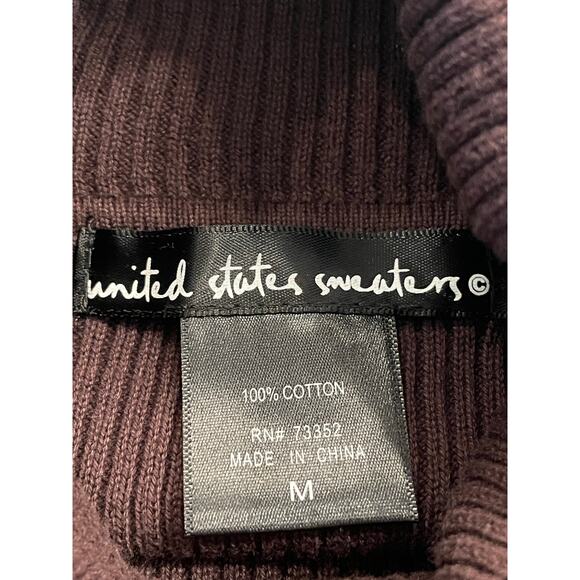 united states sweaters ©
100% COTTON
RN# 73352
MADE IN CHINA
M